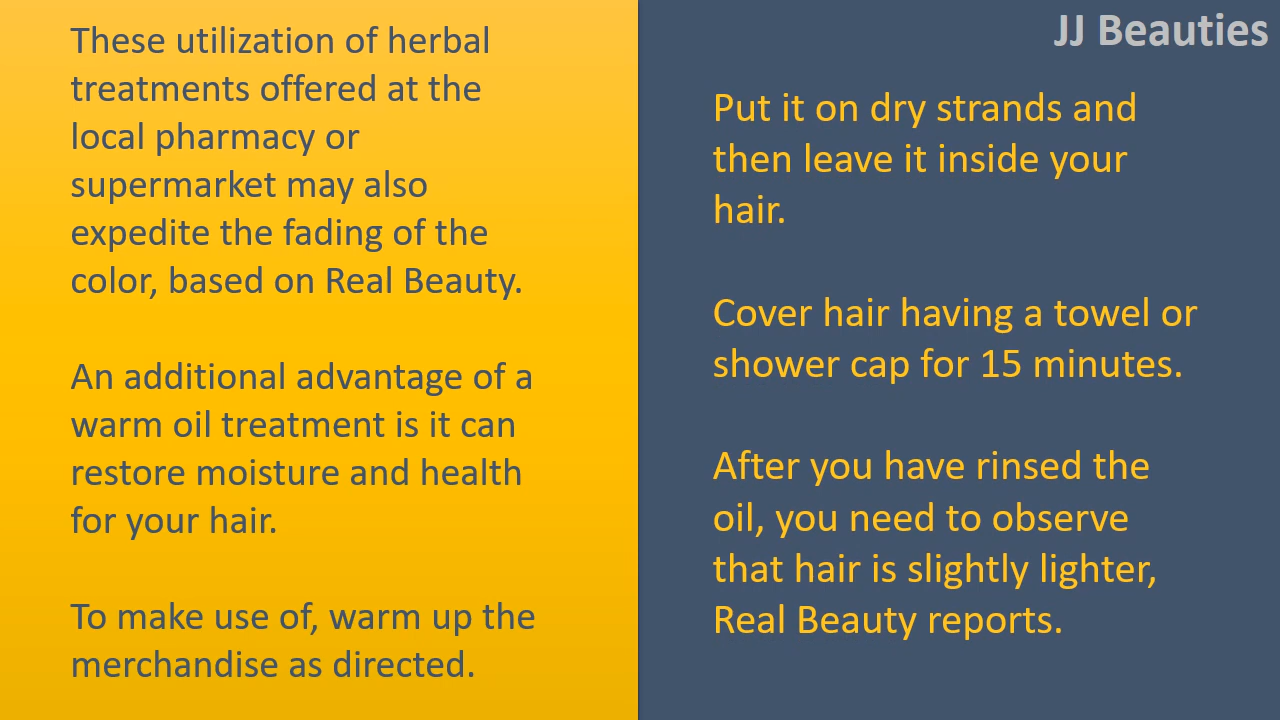 These utilization of herbal
treatments offered at the
local pharmacy or
supermarket may also
expedite the fading of the
color, based on Real Beauty.
An additional advantage of a
warm oil treatment is it can
restore moisture and health
for your hair.
To make use of, warm up the
merchandise as directed.
JJ Beauties
Put it on dry strands and
then leave it inside your
hair.
Cover hair having a towel or
shower cap for 15 minutes.
After you have rinsed the
oil, you need to observe
that hair is slightly lighter,
Real Beauty reports.